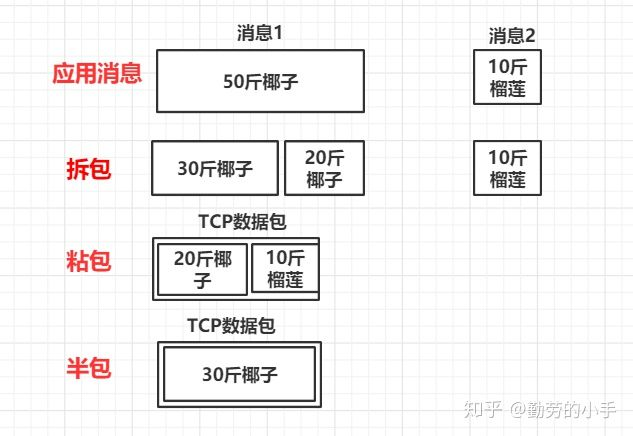 消息1
消息2
应用消息
50斤椰子
10斤
榴莲
拆包
30斤椰子
20斤
椰子
10斤
榴莲
TCP数据包
粘包
20斤椰
子
10斤
榴莲
TCP数据包
半包
30斤椰子
知乎 @勤劳的小手